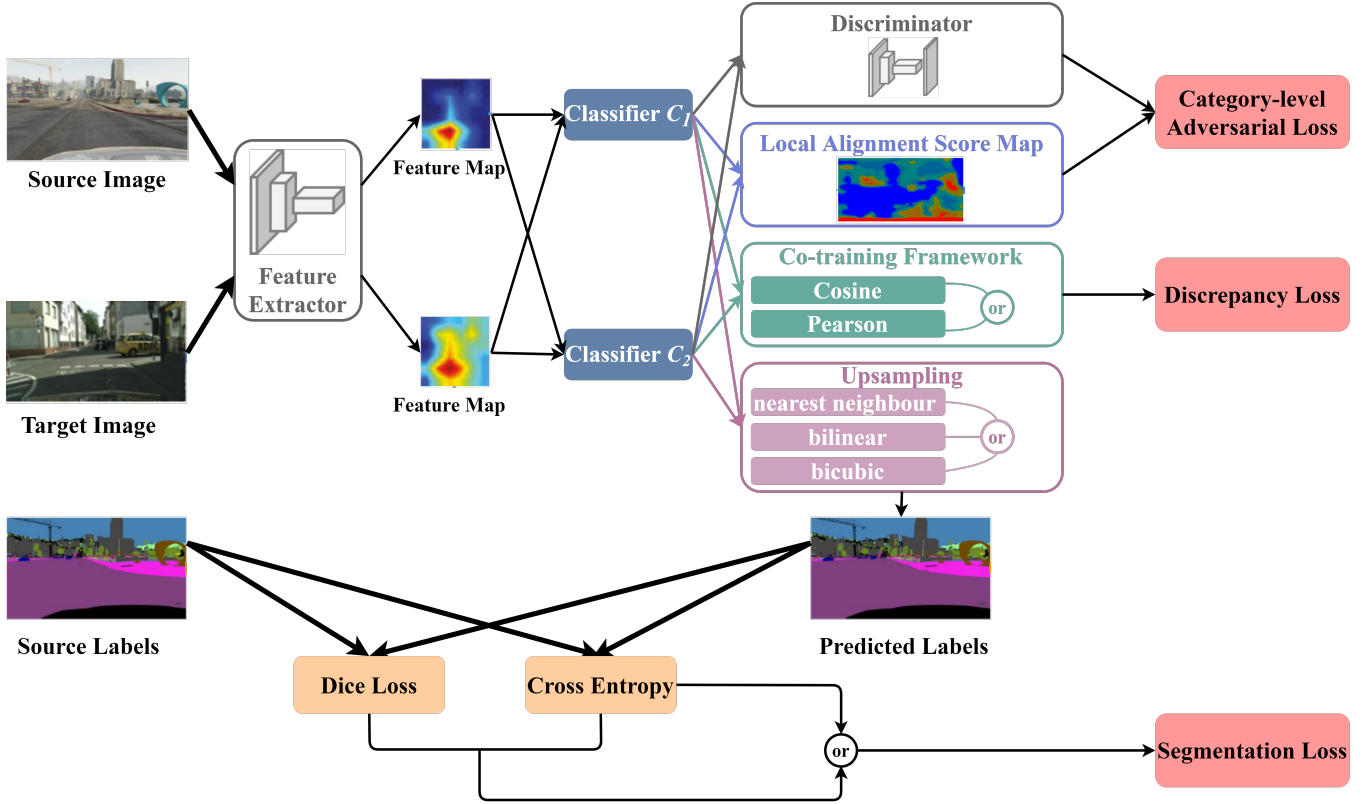 Source Image
Target Image
Feature
Extractor
Feature Map
Feature Map
Classifier C1
Classifier C2
Discriminator
Local Alignment Score Map
Co-training Framework
Cosine
Pearson
or
Upsampling
nearest neighbour
bilinear
bicubic
or
Category-level
Adversarial Loss
Discrepancy Loss
Source Labels
Predicted Labels
Dice Loss
Cross Entropy
or
Segmentation Loss